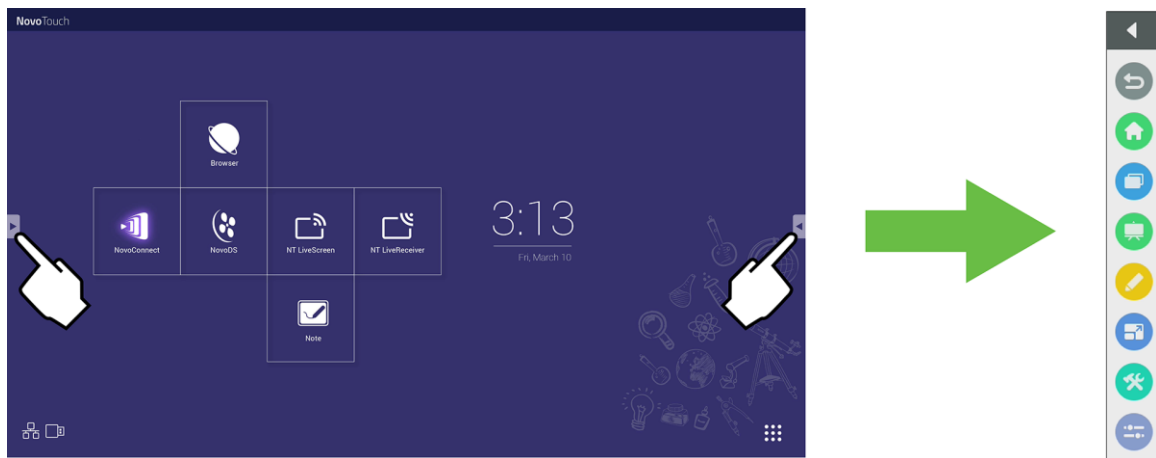 NovoTouch
Browser
NovoConnect
NovoDS
NT LiveScreen
NT LiveReceiver
3:13
Fri, March 10
Note